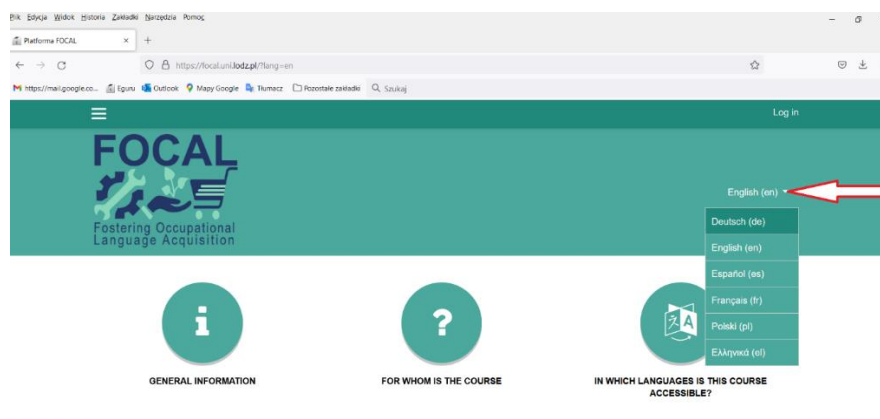 Plik Edycja Widok Historia Zakładki Narzędzia Pomoc
Platforma FOCAL × +
https://focal.uni.lodz.pl/?lang=en
https://mail.google.co... Eguru Outlook Mapy Google Tłumacz Pozostałe zakładki Szukaj
Log in
FOCAL
Fostering Occupational
Language Acquisition
English (en)
Deutsch (de)
English (en)
Español (es)
Français (fr)
Polski (pl)
Ελληνικά (el)
GENERAL INFORMATION
FOR WHOM IS THE COURSE
IN WHICH LANGUAGES IS THIS COURSE
ACCESSIBLE?